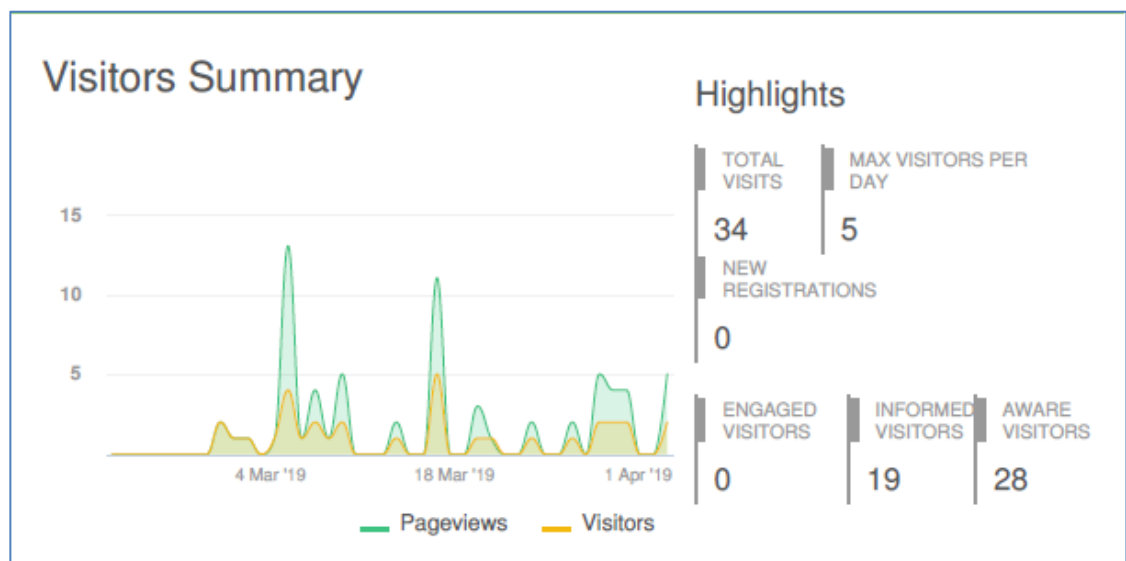 Visitors Summary
15
10
5
4 Mar '19
18 Mar '19
1 Apr '19
Pageviews
Visitors
Highlights
TOTAL
VISITS
34
MAX VISITORS PER
DAY
5
NEW
REGISTRATIONS
0
ENGAGED
VISITORS
0
INFORMED
VISITORS
19
AWARE
VISITORS
28